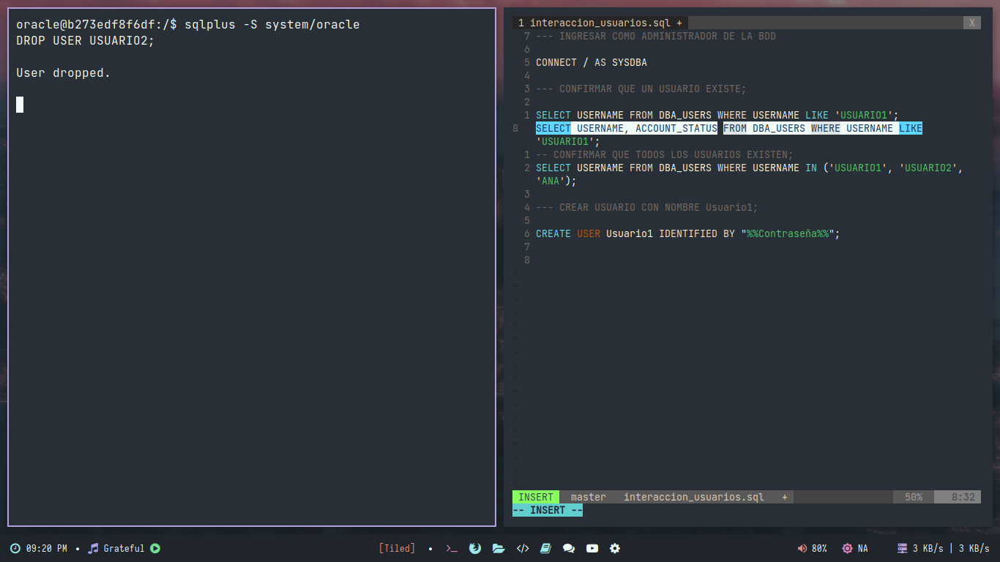 oracle@b273edf8f6df:/$ sqlplus -S system/oracle
DROP USER USUARIO2;
User dropped.
1 interaccion_usuarios.sql + X
7 --- INGRESAR COMO ADMINISTRADOR DE LA BDD
6
5 CONNECT / AS SYSDBA
4
3 --- CONFIRMAR QUE UN USUARIO EXISTE;
2
1 SELECT USERNAME FROM DBA_USERS WHERE USERNAME LIKE 'USUARIO1';
8 SELECT USERNAME, ACCOUNT_STATUS FROM DBA_USERS WHERE USERNAME LIKE
'USUARIO1';
1 -- CONFIRMAR QUE TODOS LOS USUARIOS EXISTEN;
2 SELECT USERNAME FROM DBA_USERS WHERE USERNAME IN ('USUARIO1', 'USUARIO2',
'ANA');
3
4 --- CREAR USUARIO CON NOMBRE Usuario1;
5
6 CREATE USER Usuario1 IDENTIFIED BY "%%Contraseña%%";
7
8
INSERT master interaccion_usuarios.sql + 50% 8:32
-- INSERT --
09:20 PM • Grateful [Tiled] • 80% NA 3 KB/s | 3 KB/s